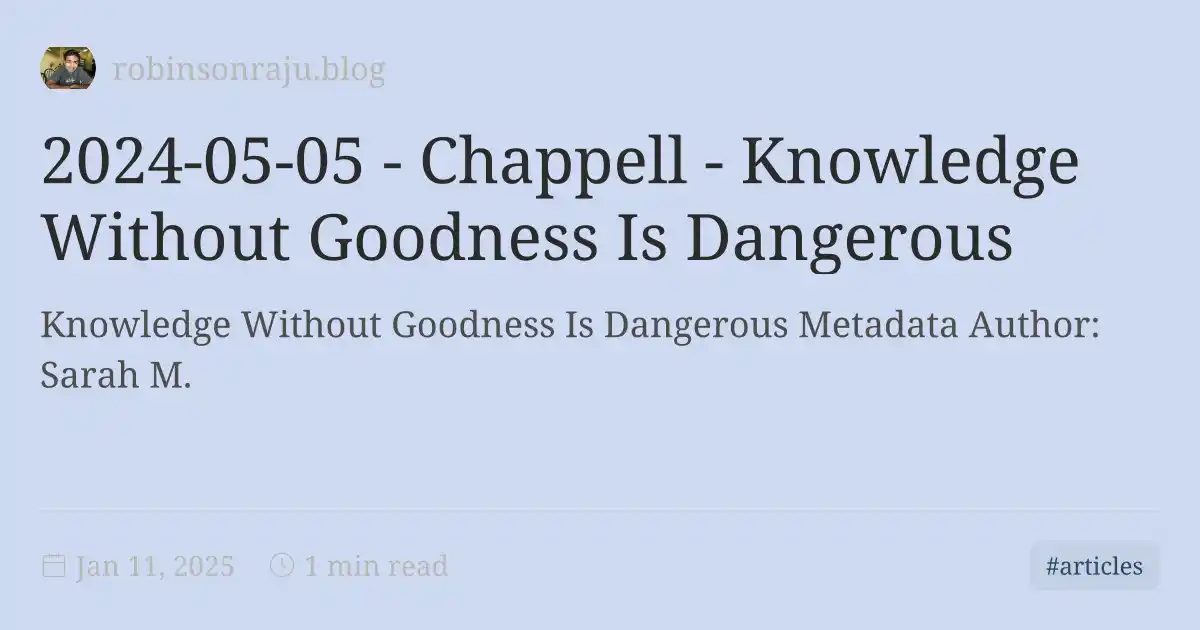 robinsonraju.blog
2024-05-05 - Chappell - Knowledge
Without Goodness Is Dangerous
Knowledge Without Goodness Is Dangerous Metadata Author:
Sarah M.
Jan 11, 2025 1 min read #articles